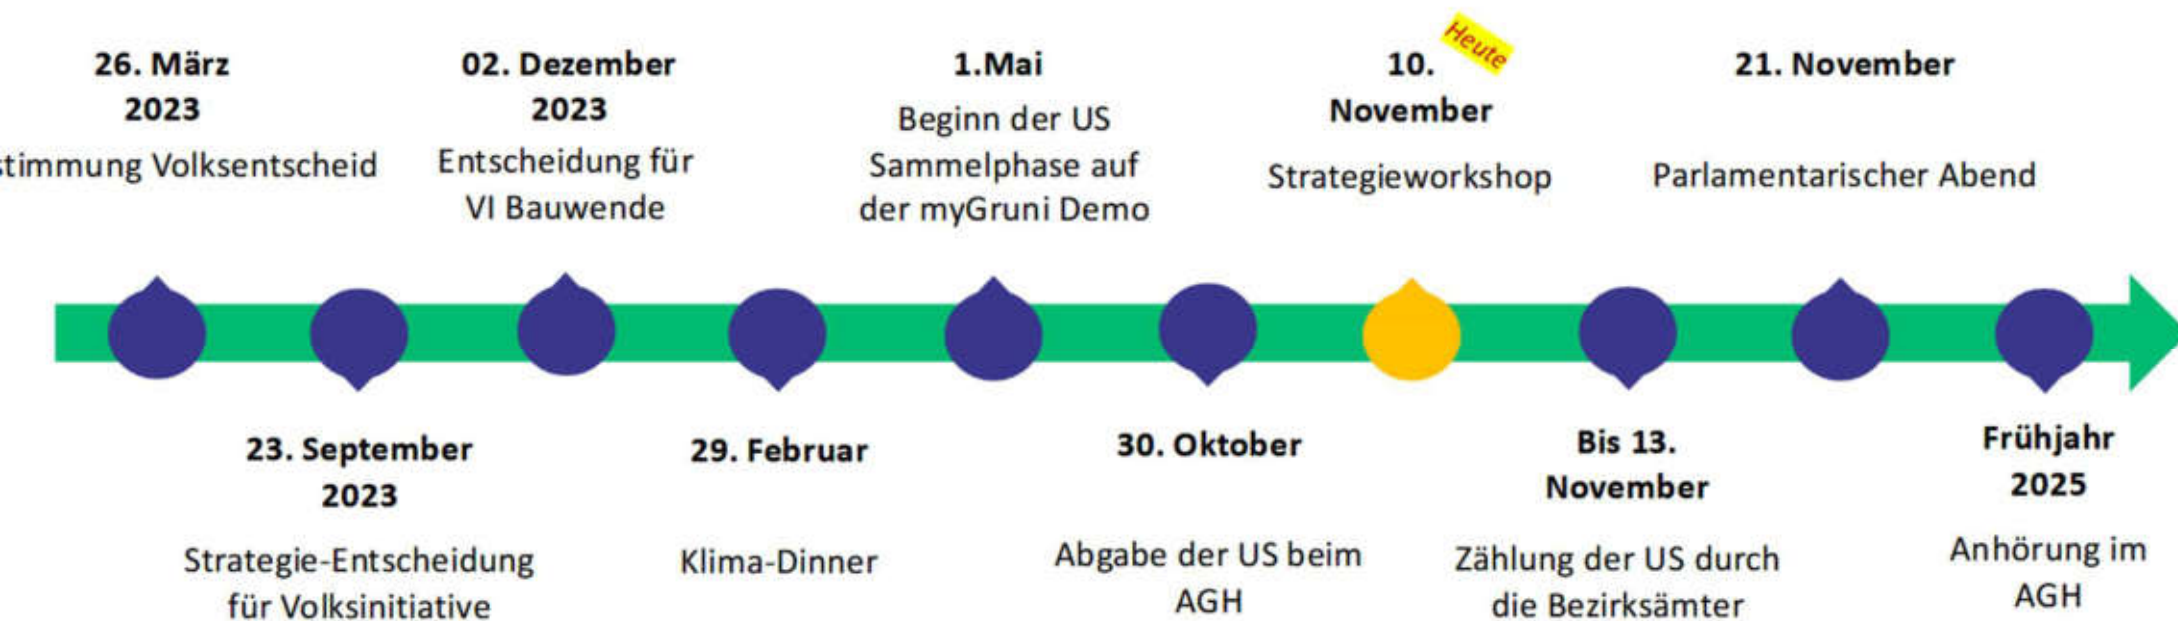 26. März
2023
stimmung Volksentscheid
23. September
2023
Strategie-Entscheidung
für Volksinitiative
02. Dezember
2023
Entscheidung für
VI Bauwende
29. Februar
Klima-Dinner
1.Mai
Beginn der US
Sammelphase auf
der myGruni Demo
30. Oktober
Abgabe der US beim
AGH
Heute
10.
November
Strategieworkshop
Bis 13.
November
Zählung der US durch
die Bezirksämter
21. November
Parlamentarischer Abend
Frühjahr
2025
Anhörung im
AGH